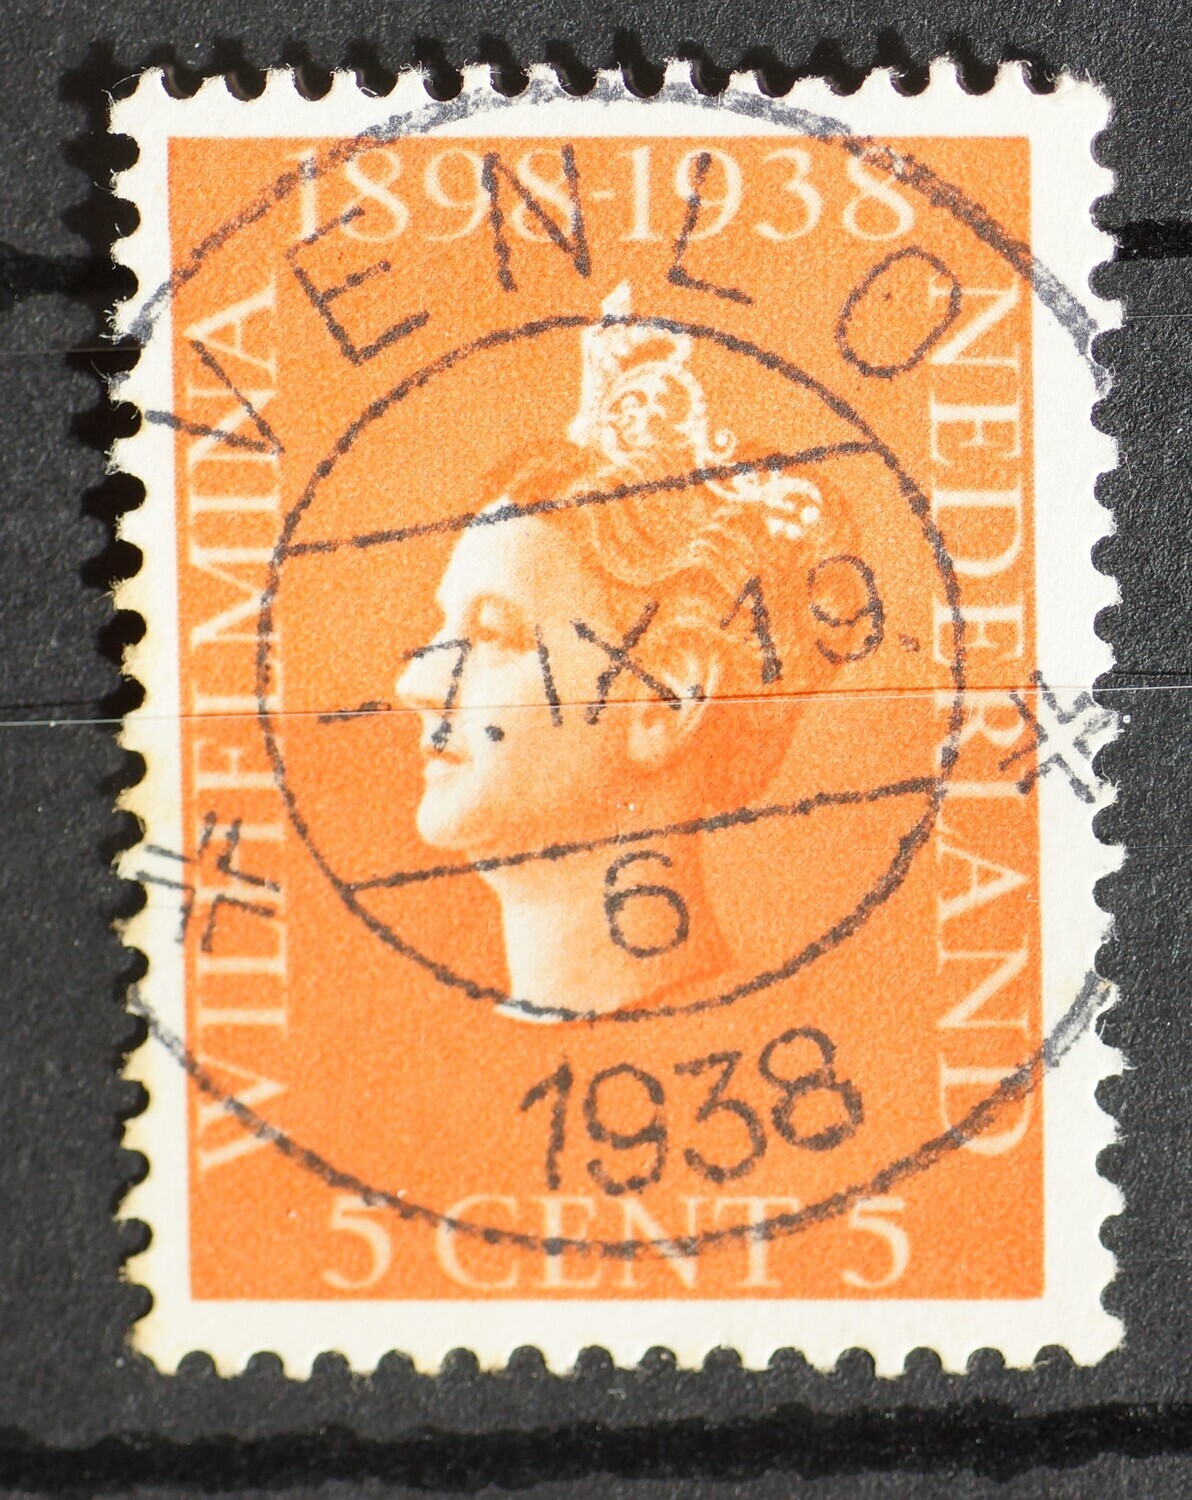 1898-1938
WILHELMINA
NEDERLAND
5 CENT 5
VENLO
-7.IX.19.
6
1938